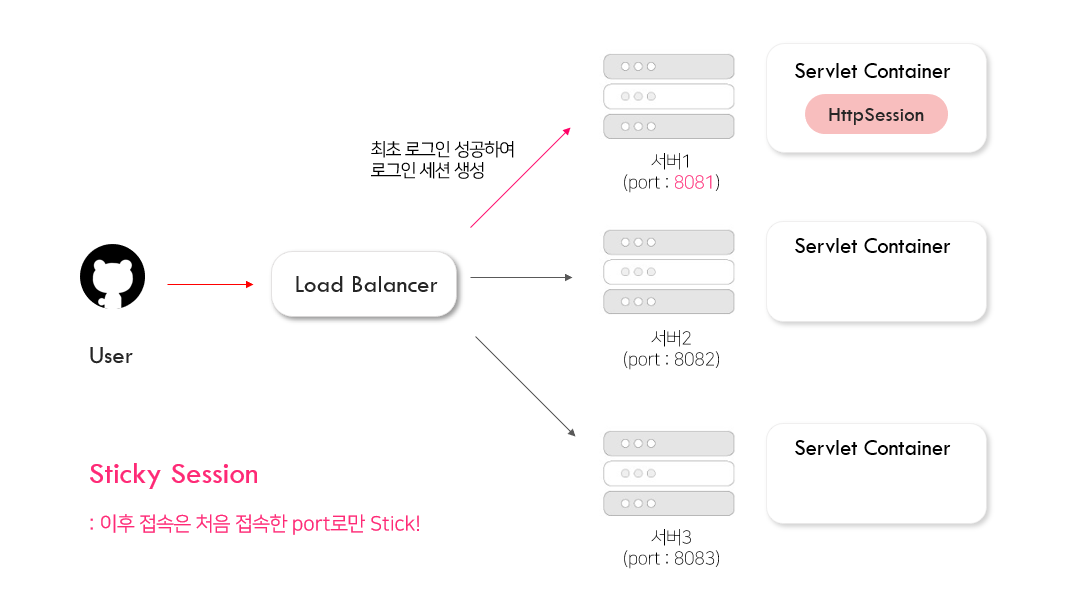 Servlet Container
HttpSession
최초 로그인 성공하여
로그인 세션 생성
서버1
(port : 8081)
Servlet Container
Load Balancer
User
서버2
(port : 8082)
Servlet Container
Sticky Session
: 이후 접속은 처음 접속한 port로만 Stick!
서버3
(port : 8083)